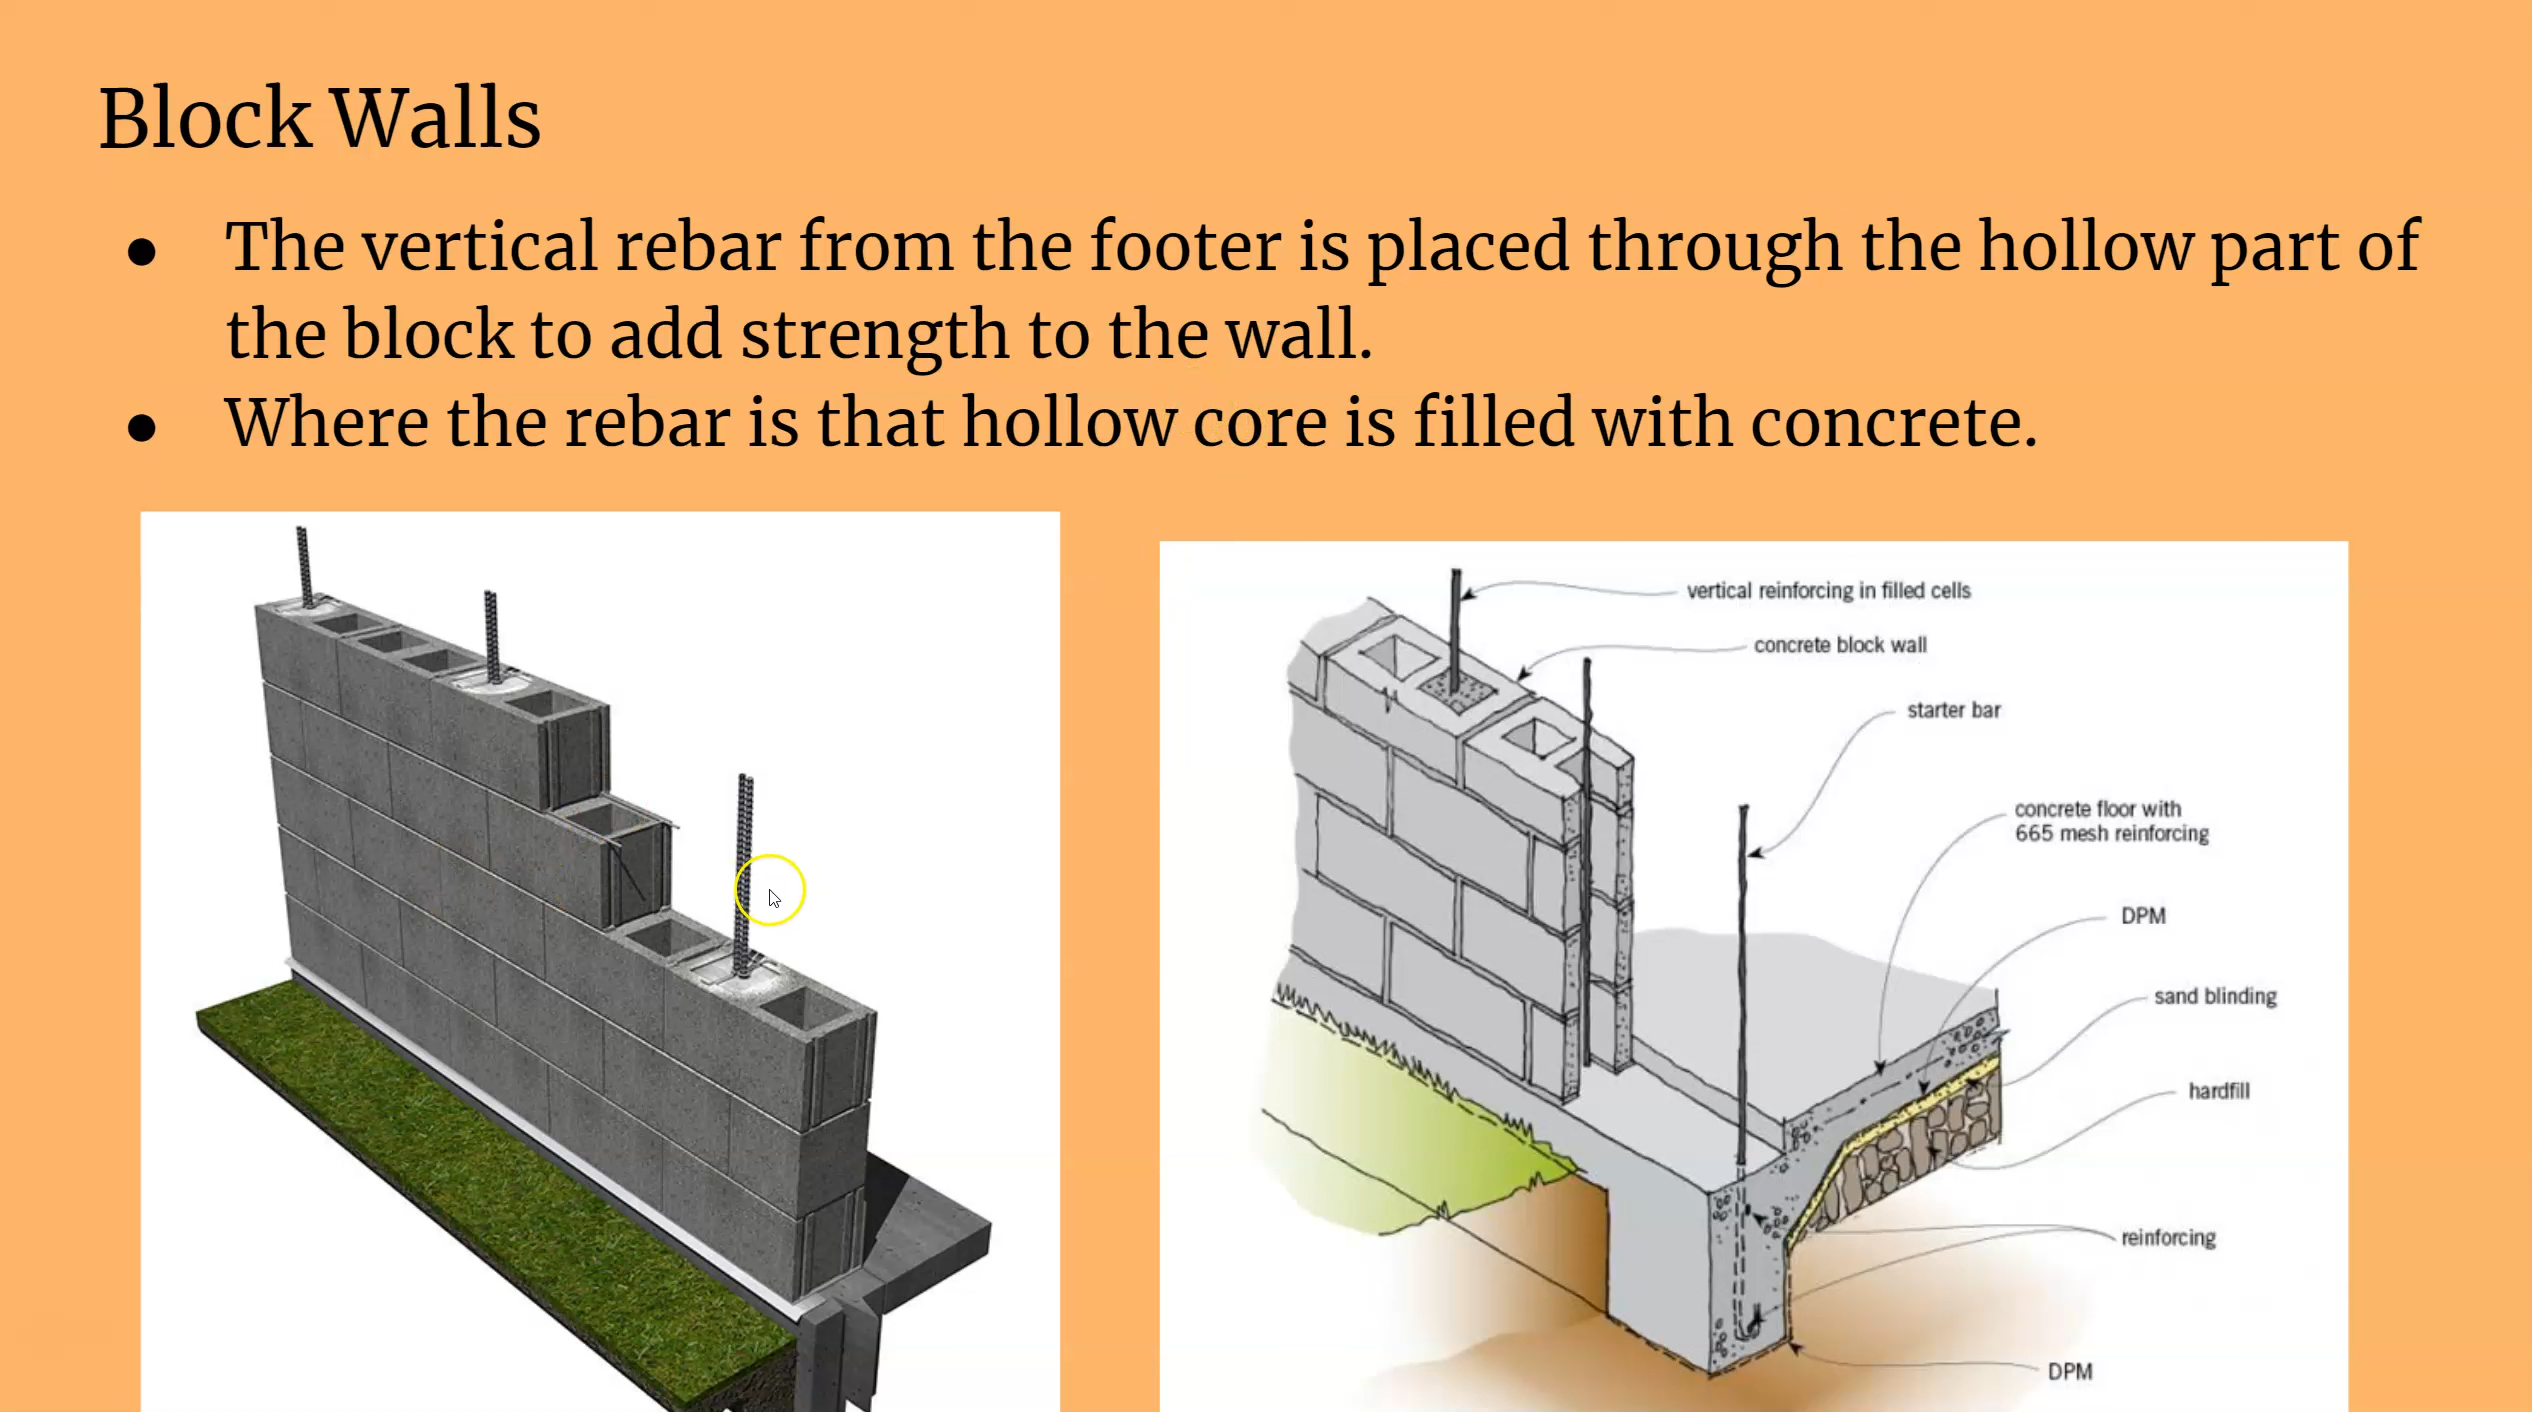 Block Walls
● The vertical rebar from the footer is placed through the hollow part of
the block to add strength to the wall.
● Where the rebar is that hollow core is filled with concrete.
vertical reinforcing in filled cells
concrete block wall
starter bar
concrete floor with
665 mesh reinforcing
DPM
sand blinding
hardfill
reinforcing
DPM